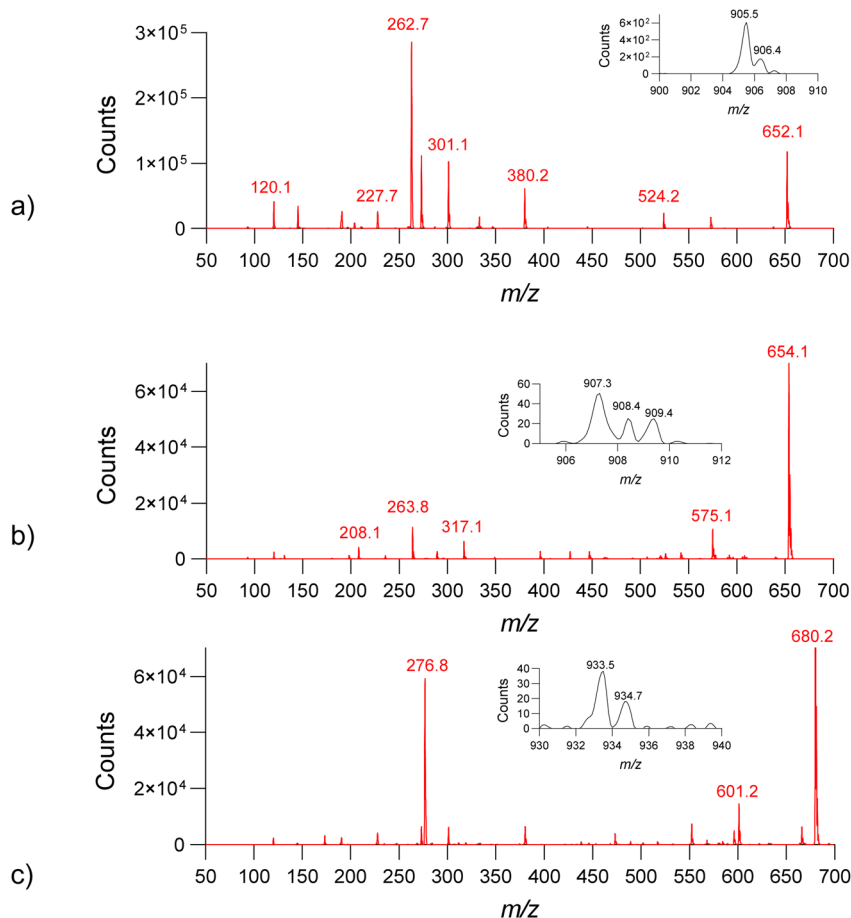 a)
Counts
3×10⁵
2×10⁵
1×10⁵
0
262.7
120.1
227.7
301.1
380.2
524.2
652.1
50 100 150 200 250 300 350 400 450 500 550 600 650 700
m/z
Counts
6×10²
4×10²
2×10²
0
905.5
906.4
900 902 904 906 908 910
m/z
b)
Counts
6×10⁴
4×10⁴
2×10⁴
0
208.1
263.8
317.1
575.1
654.1
50 100 150 200 250 300 350 400 450 500 550 600 650 700
m/z
Counts
60
40
20
0
907.3
908.4
909.4
906 908 910 912
m/z
c)
Counts
6×10⁴
4×10⁴
2×10⁴
0
276.8
601.2
680.2
50 100 150 200 250 300 350 400 450 500 550 600 650 700
m/z
Counts
40
30
20
10
0
933.5
934.7
930 932 934 936 938 940
m/z